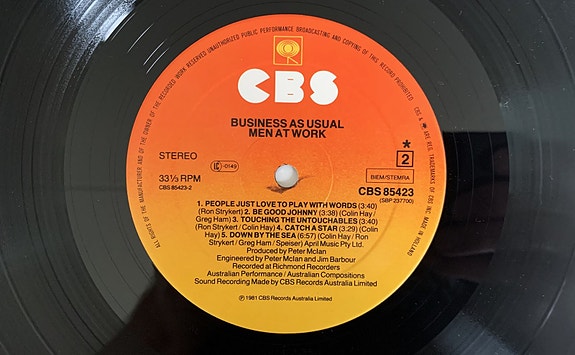 ALL RIGHTS OF THE MANUFACTURER AND OF THE OWNER OF THE RECORDED WORK RESERVED UNAUTHORIZED PUBLIC PERFORMANCE BROADCASTING AND COPYING OF THIS RECORD PROHIBITED
CBS & ARE REG. TRADEMARKS OF CBS INC. MADE IN HOLLAND
CBS
BUSINESS AS USUAL
MEN AT WORK
STEREO
LC 0149
*
2
33⅓ RPM
CBS 85423-2
BIEM/STEMRA
CBS 85423
(SBP 237700)
1. PEOPLE JUST LOVE TO PLAY WITH WORDS (3:40)
(Ron Strykert) 2. BE GOOD JOHNNY (3:38) (Colin Hay/
Greg Ham) 3. TOUCHING THE UNTOUCHABLES (3:40)
(Ron Strykert/ Colin Hay) 4. CATCH A STAR (3:29) (Colin
Hay) 5. DOWN BY THE SEA (6:57) (Colin Hay/ Ron
Strykert/ Greg Ham/ Speiser) April Music Pty Ltd.
Produced by Peter McIan
Engineered by Peter McIan and Jim Barbour
Recorded at Richmond Recorders
Australian Performance / Australian Compositions
Sound Recording Made by CBS Records Australia Limited
℗ 1981 CBS Records Australia Limited